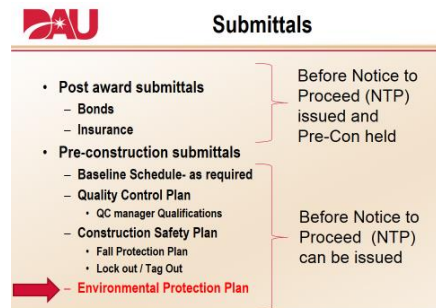 DAU
Submittals
• Post award submittals
– Bonds
– Insurance
• Pre-construction submittals
– Baseline Schedule- as required
– Quality Control Plan
• QC manager Qualifications
– Construction Safety Plan
• Fall Protection Plan
• Lock out / Tag Out
– Environmental Protection Plan
Before Notice to
Proceed (NTP)
issued and
Pre-Con held
Before Notice to
Proceed (NTP)
can be issued